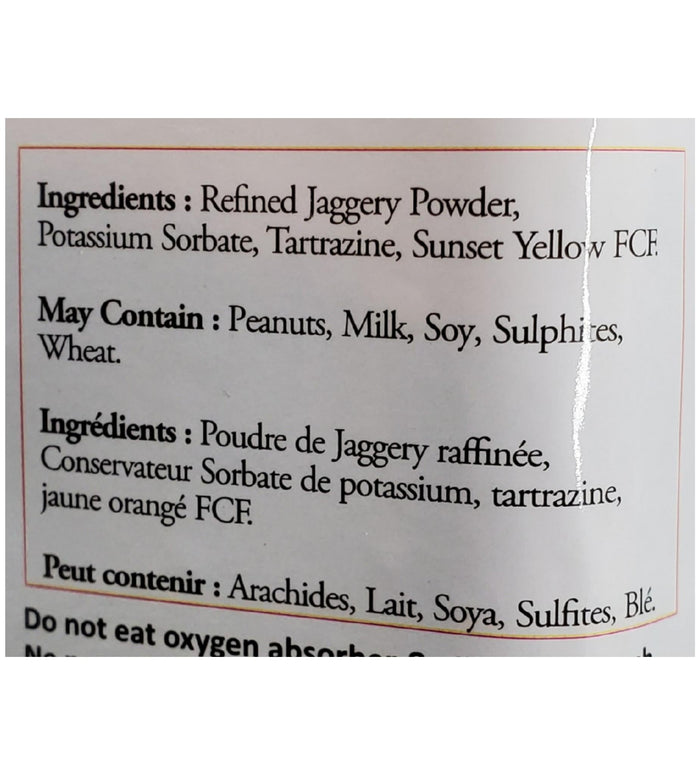 Ingredients : Refined Jaggery Powder,
Potassium Sorbate, Tartrazine, Sunset Yellow FCF.
May Contain : Peanuts, Milk, Soy, Sulphites,
Wheat.
Ingrédients : Poudre de Jaggery raffinée,
Conservateur Sorbate de potassium, tartrazine,
jaune orangé FCF.
Peut contenir : Arachides, Lait, Soya, Sulfites, Blé.
Do not eat oxygen absorber